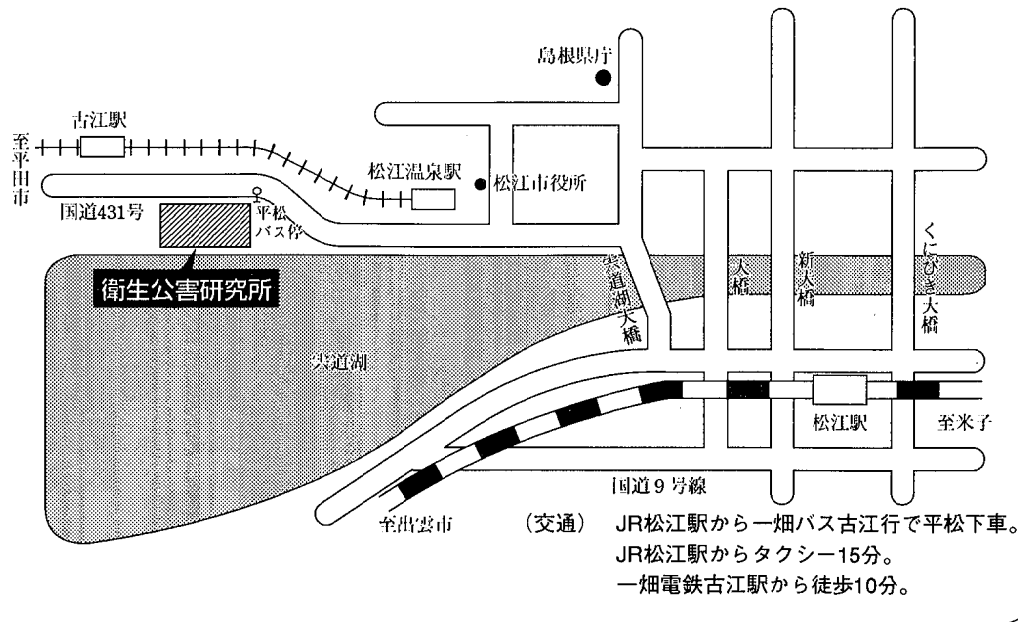 島根県庁
古江駅
至平田市
松江温泉駅
松江市役所
国道431号
平松
バス停
衛生公害研究所
宍道湖大橋
大橋
新大橋
くにびき大橋
宍道湖
松江駅
至米子
国道9号線
至出雲市
（交通） JR松江駅から一畑バス古江行で平松下車。
JR松江駅からタクシー15分。
一畑電鉄古江駅から徒歩10分。